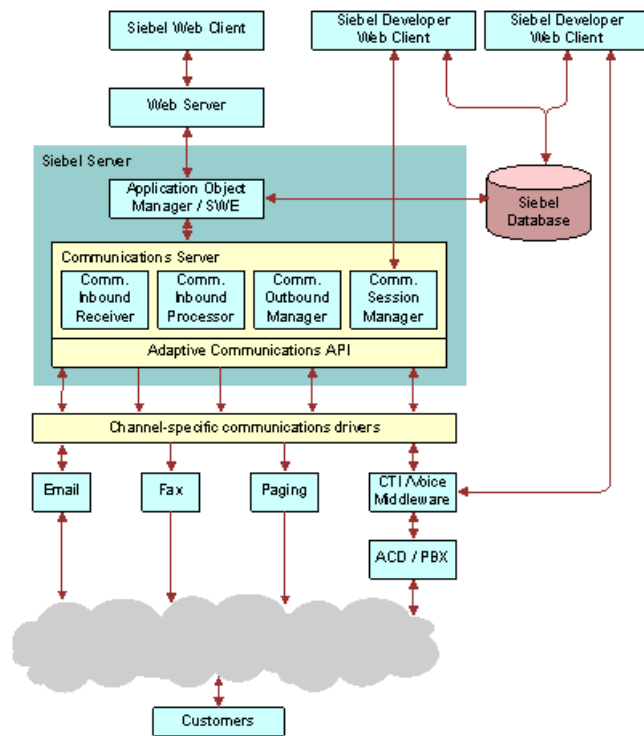 Siebel Web Client
Siebel Developer
Web Client
Siebel Developer
Web Client
Web Server
Siebel Server
Application Object
Manager / SWE
Siebel
Database
Communications Server
Comm.
Inbound
Receiver
Comm.
Inbound
Processor
Comm.
Outbound
Manager
Comm.
Session
Manager
Adaptive Communications API
Channel-specific communications drivers
Email
Fax
Paging
CTI /Voice
Middleware
ACD / PBX
Customers